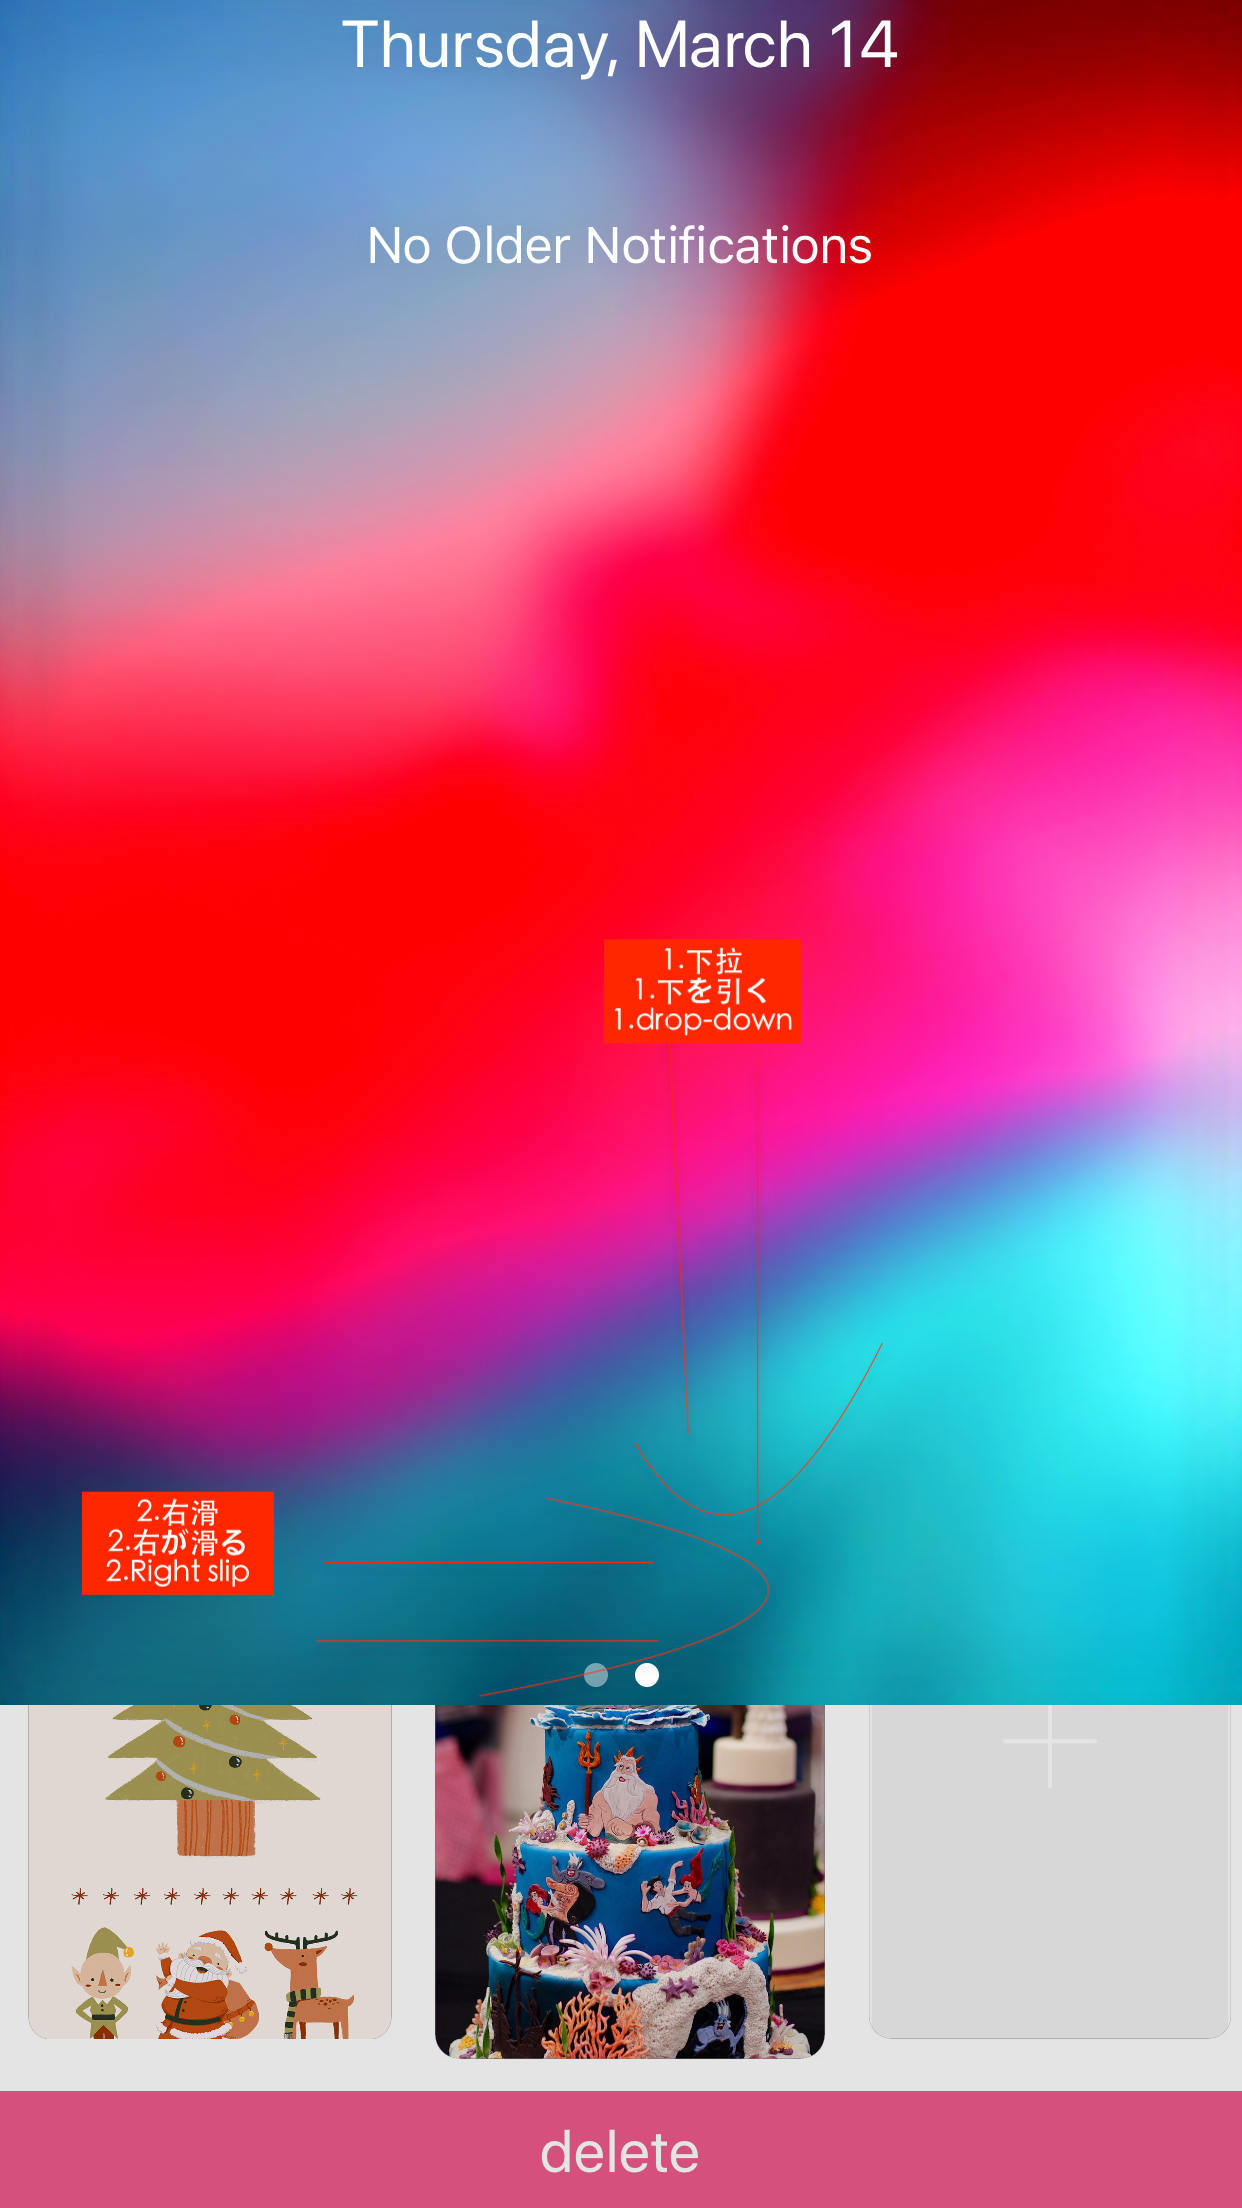 Thursday, March 14
No Older Notifications
1.下拉
1.下を引く
1.drop-down
2.右滑
2.右が滑る
2.Right slip
delete